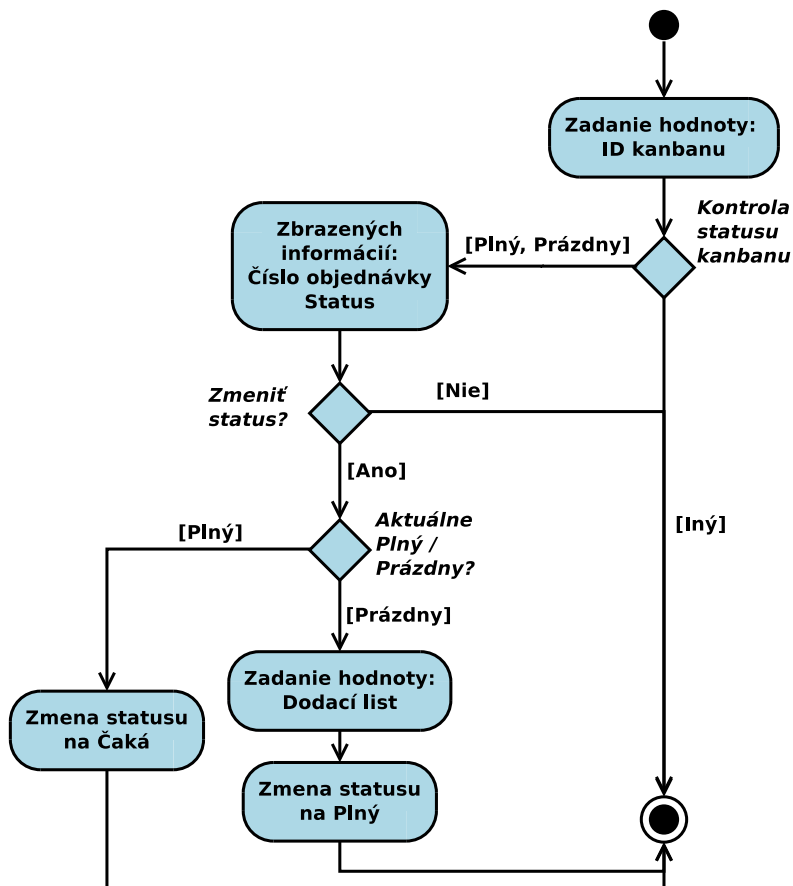 Zadanie hodnoty:
ID kanbanu
Kontrola
statusu
kanbanu
[Plný, Prázdny]
Zbrazených
informácií:
Číslo objednávky
Status
Zmeniť
status?
[Nie]
[Ano]
[Iný]
Aktuálne
Plný /
Prázdny?
[Plný]
[Prázdny]
Zadanie hodnoty:
Dodací list
Zmena statusu
na Čaká
Zmena statusu
na Plný